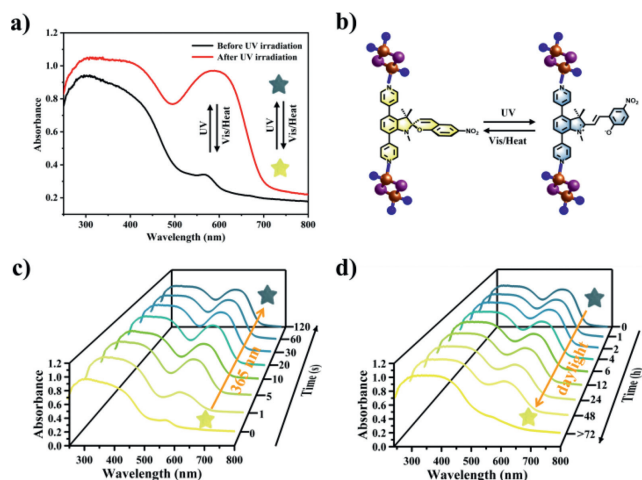 a)
Before UV irradiation
After UV irradiation
UV
Vis/Heat
UV
Vis/Heat
Absorbance
1.2
1.0
0.8
0.6
0.4
0.2
300 400 500 600 700 800
Wavelength (nm)
b)
N
N
N
O
NO₂
UV
Vis/Heat
N
N
N⁺
⁻O
NO₂
c)
365 nm
Absorbance
1.2
1.0
0.8
0.6
0.4
0.2
0.0
300 400 500 600 700 800
Wavelength (nm)
120
60
30
20
10
5
1
0
Time (s)
d)
daylight
Absorbance
1.2
1.0
0.8
0.6
0.4
0.2
0.0
300 400 500 600 700 800
Wavelength (nm)
0
1
2
4
6
12
24
48
>72
Time (h)